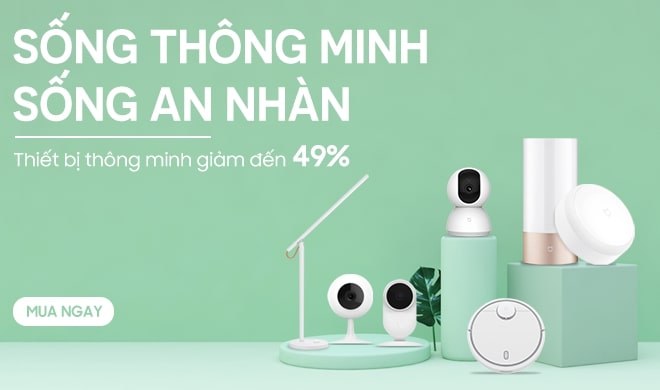 SỐNG THÔNG MINH
SỐNG AN NHÀN
Thiết bị thông minh giảm đến 49%
MUA NGAY